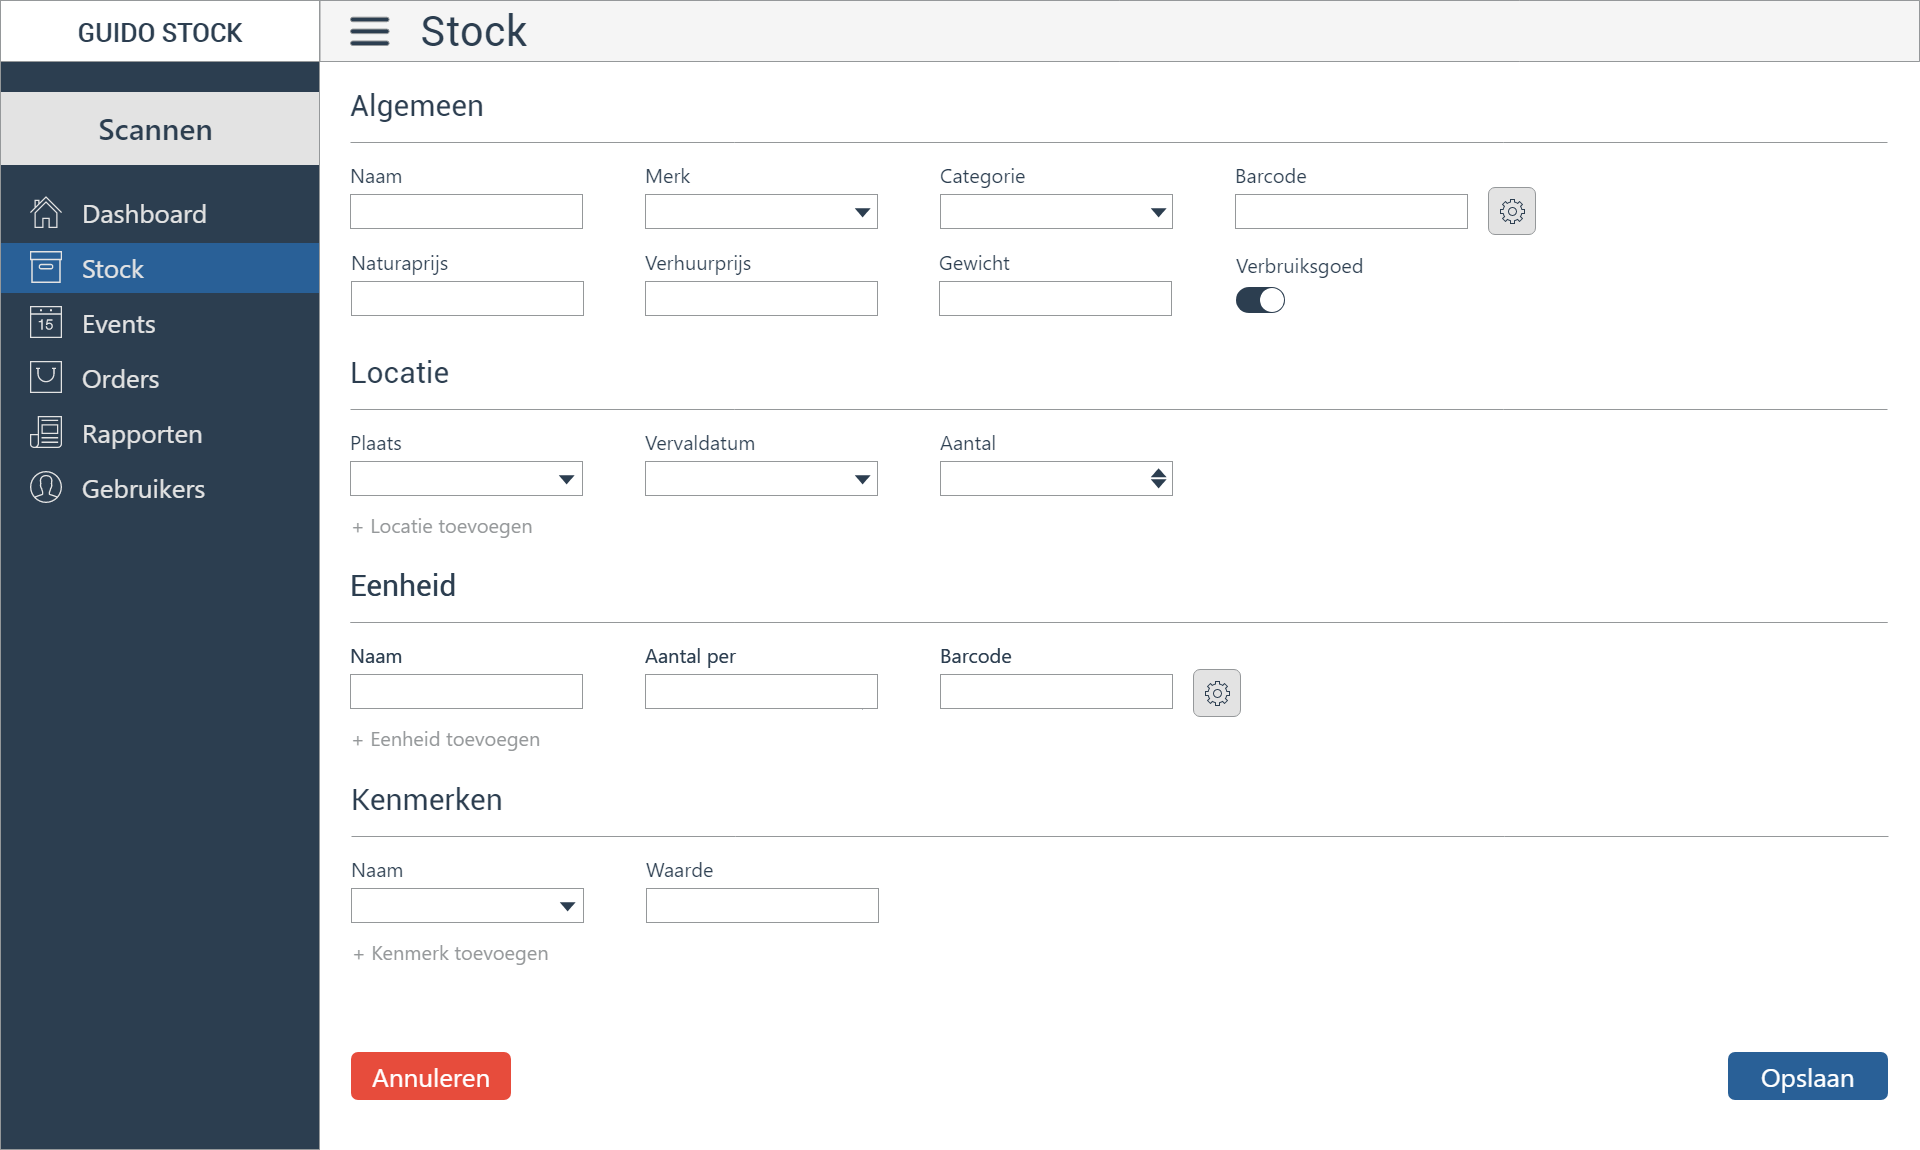 GUIDO STOCK
Stock
Scannen
Dashboard
Stock
15
Events
Orders
Rapporten
Gebruikers
Algemeen
Naam
Merk
Categorie
Barcode
Naturaprijs
Verhuurprijs
Gewicht
Verbruiksgoed
Locatie
Plaats
Vervaldatum
Aantal
+ Locatie toevoegen
Eenheid
Naam
Aantal per
Barcode
+ Eenheid toevoegen
Kenmerken
Naam
Waarde
+ Kenmerk toevoegen
Annuleren
Opslaan